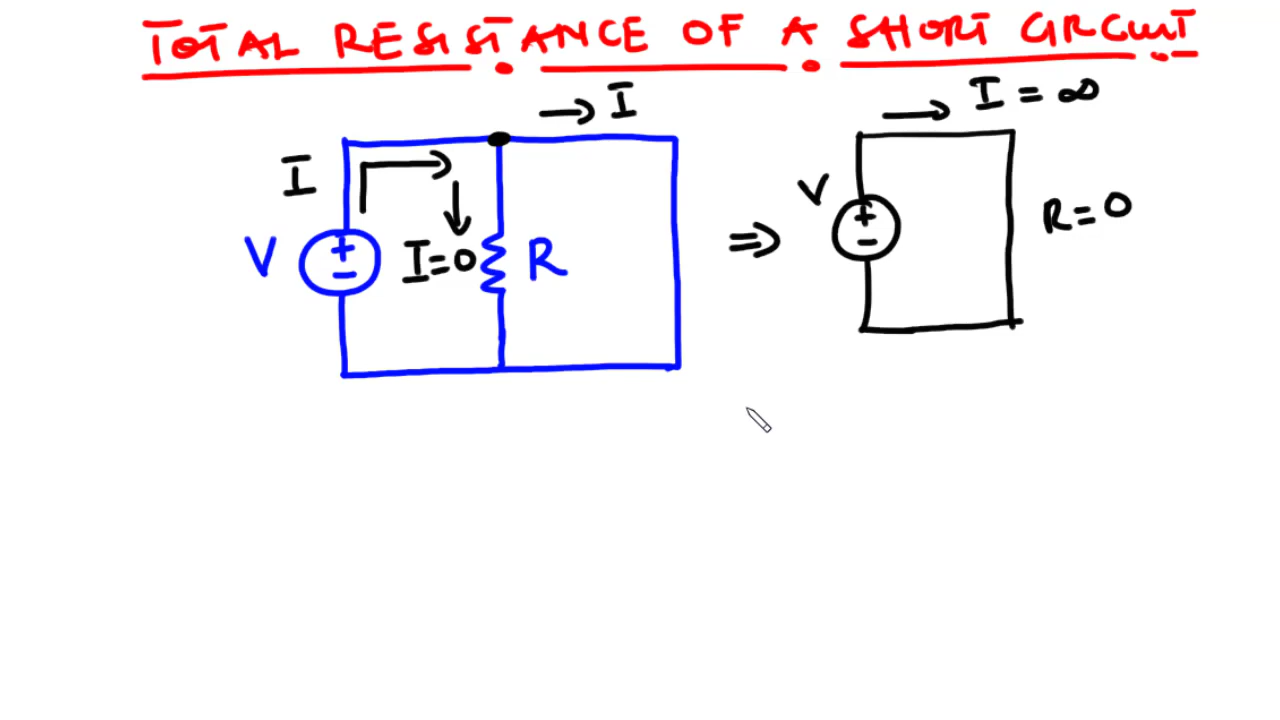 TOTAL RESISTANCE OF A SHORT CIRCUIT
→ I
I
V
+
-
I=0
R
⇒
→ I = ∞
V
+
-
R=0